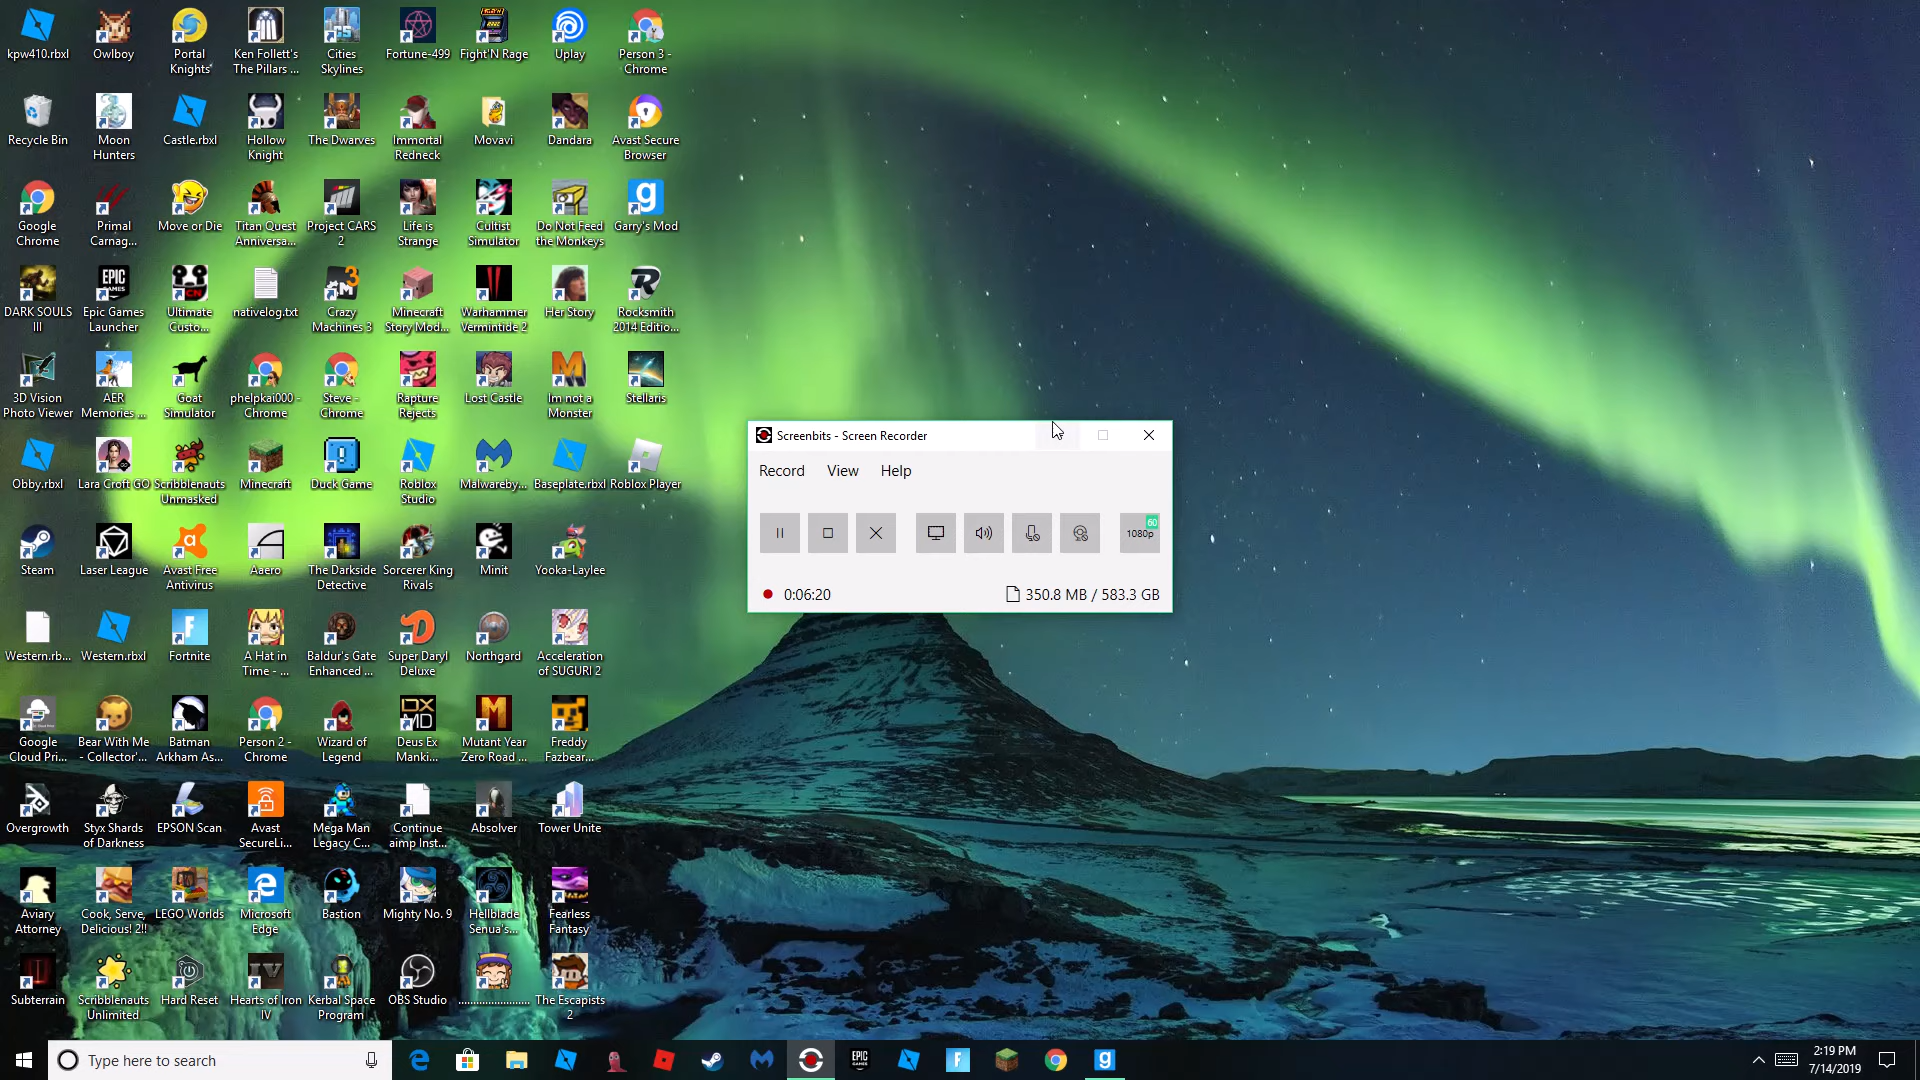 kpw410.rbxl
Owlboy
Portal
Knights
Ken Follett's
The Pillars ...
Cities
Skylines
Fortune-499
Fight'N Rage
Uplay
Person 3 -
Chrome
Recycle Bin
Moon
Hunters
Castle.rbxl
Hollow
Knight
The Dwarves
Immortal
Redneck
Movavi
Dandara
Avast Secure
Browser
Google
Chrome
Primal
Carnag...
Move or Die
Titan Quest
Anniversa...
Project CARS
2
Life is
Strange
Cultist
Simulator
Do Not Feed
the Monkeys
Garry's Mod
DARK SOULS
III
Epic Games
Launcher
Ultimate
Custo...
nativelog.txt
Crazy
Machines 3
Minecraft
Story Mod...
Warhammer
Vermintide 2
Her Story
Rocksmith
2014 Editio...
3D Vision
Photo Viewer
AER
Memories ...
Goat
Simulator
phelpkai000 -
Chrome
Steve -
Chrome
Rapture
Rejects
Lost Castle
Im not a
Monster
Stellaris
Obby.rbxl
Lara Croft GO
Scribblenauts
Unmasked
Minecraft
Duck Game
Roblox
Studio
Malwareby...
Baseplate.rbxl
Roblox Player
Steam
Laser League
Avast Free
Antivirus
Aaero
The Darkside
Detective
Sorcerer King
Rivals
Minit
Yooka-Laylee
Western.rb...
Western.rbxl
Fortnite
A Hat in
Time - ...
Baldur's Gate
Enhanced ...
Super Daryl
Deluxe
Northgard
Acceleration
of SUGURI 2
Google
Cloud Pri...
Bear With Me
- Collector'...
Batman
Arkham As...
Person 2 -
Chrome
Wizard of
Legend
Deus Ex
Manki...
Mutant Year
Zero Road ...
Freddy
Fazbear...
Overgrowth
Styx Shards
of Darkness
EPSON Scan
Avast
SecureLi...
Mega Man
Legacy C...
Continue
aimp Inst...
Absolver
Tower Unite
Aviary
Attorney
Cook, Serve,
Delicious! 2!!
LEGO Worlds
Microsoft
Edge
Bastion
Mighty No. 9
Hellblade
Senua's...
Fearless
Fantasy
Subterrain
Scribblenauts
Unlimited
Hard Reset
Hearts of Iron
IV
Kerbal Space
Program
OBS Studio
........................
The Escapists
2
Screenbits - Screen Recorder
Record View Help
60
1080p
0:06:20
350.8 MB / 583.3 GB
Type here to search
2:19 PM
7/14/2019